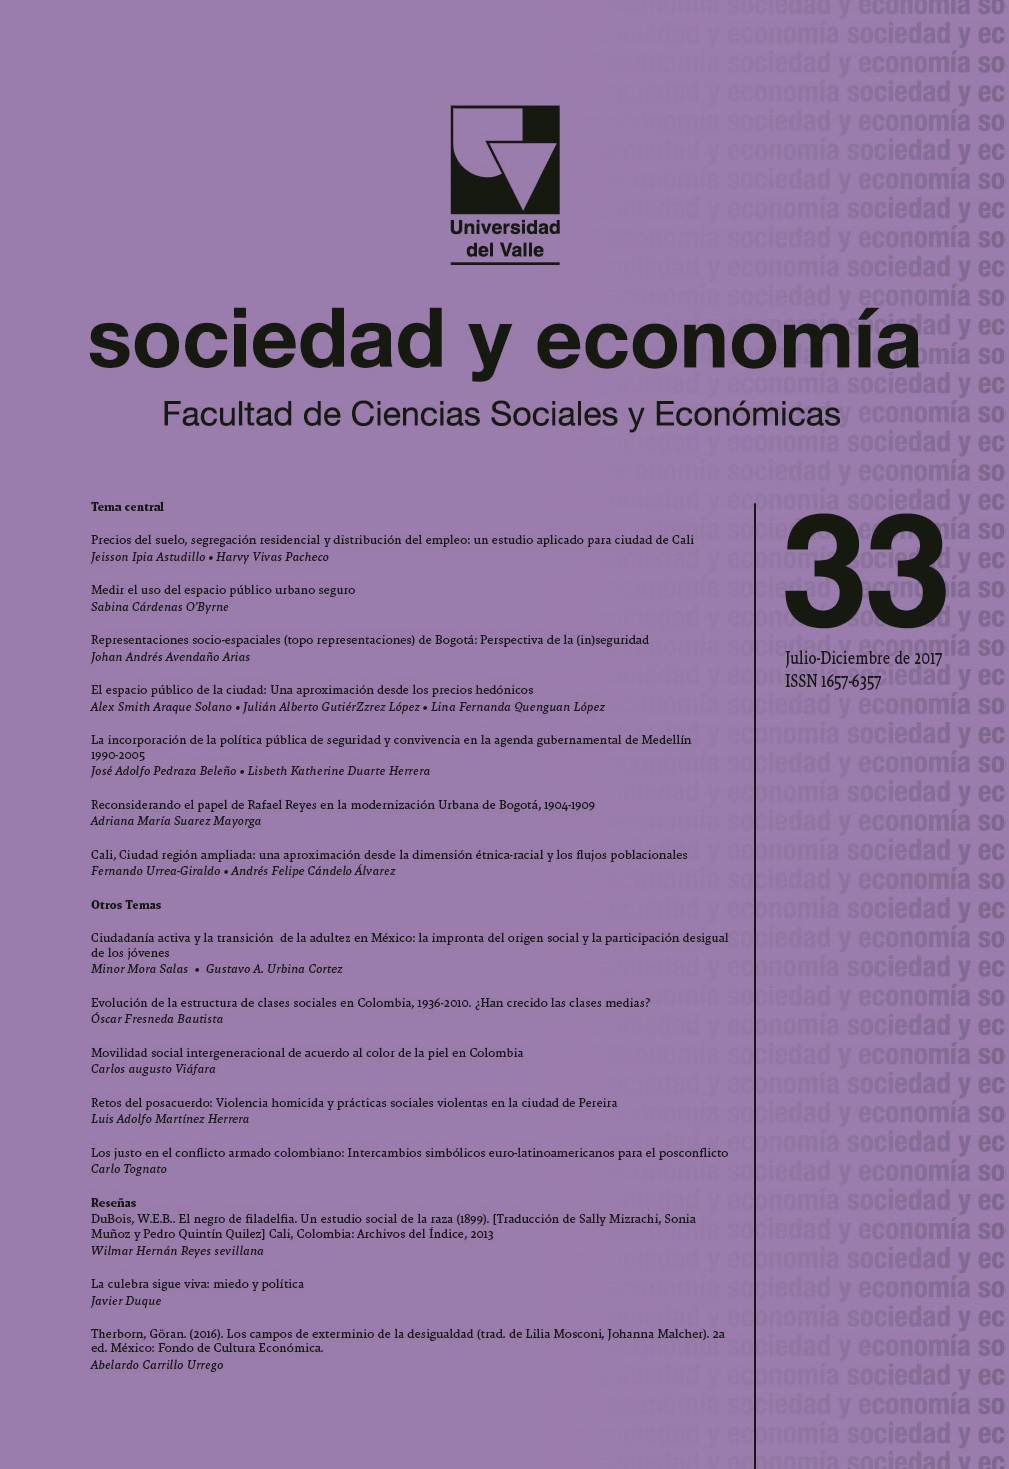 Universidad
del Valle
sociedad y economía
Facultad de Ciencias Sociales y Económicas
Tema central
Precios del suelo, segregación residencial y distribución del empleo: un estudio aplicado para ciudad de Cali
Jeisson Ipia Astudillo • Harvy Vivas Pacheco
Medir el uso del espacio público urbano seguro
Sabina Cárdenas O'Byrne
Representaciones socio-espaciales (topo representaciones) de Bogotá: Perspectiva de la (in)seguridad
Johan Andrés Avendaño Arias
El espacio público de la ciudad: Una aproximación desde los precios hedónicos
Alex Smith Araque Solano • Julián Alberto GutiérZzrez López • Lina Fernanda Quenguan López
La incorporación de la política pública de seguridad y convivencia en la agenda gubernamental de Medellín
1990-2005
José Adolfo Pedraza Beleño • Lisbeth Katherine Duarte Herrera
Reconsiderando el papel de Rafael Reyes en la modernización Urbana de Bogotá, 1904-1909
Adriana María Suarez Mayorga
Cali, Ciudad región ampliada: una aproximación desde la dimensión étnica-racial y los flujos poblacionales
Fernando Urrea-Giraldo • Andrés Felipe Cándelo Álvarez
Otros Temas
Ciudadanía activa y la transición de la adultez en México: la impronta del origen social y la participación desigual
de los jóvenes
Minor Mora Salas • Gustavo A. Urbina Cortez
Evolución de la estructura de clases sociales en Colombia, 1936-2010. ¿Han crecido las clases medias?
Óscar Fresneda Bautista
Movilidad social intergeneracional de acuerdo al color de la piel en Colombia
Carlos augusto Viáfara
Retos del posacuerdo: Violencia homicida y prácticas sociales violentas en la ciudad de Pereira
Luis Adolfo Martínez Herrera
Los justo en el conflicto armado colombiano: Intercambios simbólicos euro-latinoamericanos para el posconflicto
Carlo Tognato
Reseñas
DuBois, W.E.B.. El negro de filadelfia. Un estudio social de la raza (1899). [Traducción de Sally Mizrachi, Sonia
Muñoz y Pedro Quintín Quilez] Cali, Colombia: Archivos del Índice, 2013
Wilmar Hernán Reyes sevillana
La culebra sigue viva: miedo y política
Javier Duque
Therborn, Göran. (2016). Los campos de exterminio de la desigualdad (trad. de Lilia Mosconi, Johanna Malcher). 2a
ed. México: Fondo de Cultura Económica.
Abelardo Carrillo Urrego
33
Julio-Diciembre de 2017
ISSN 1657-6357